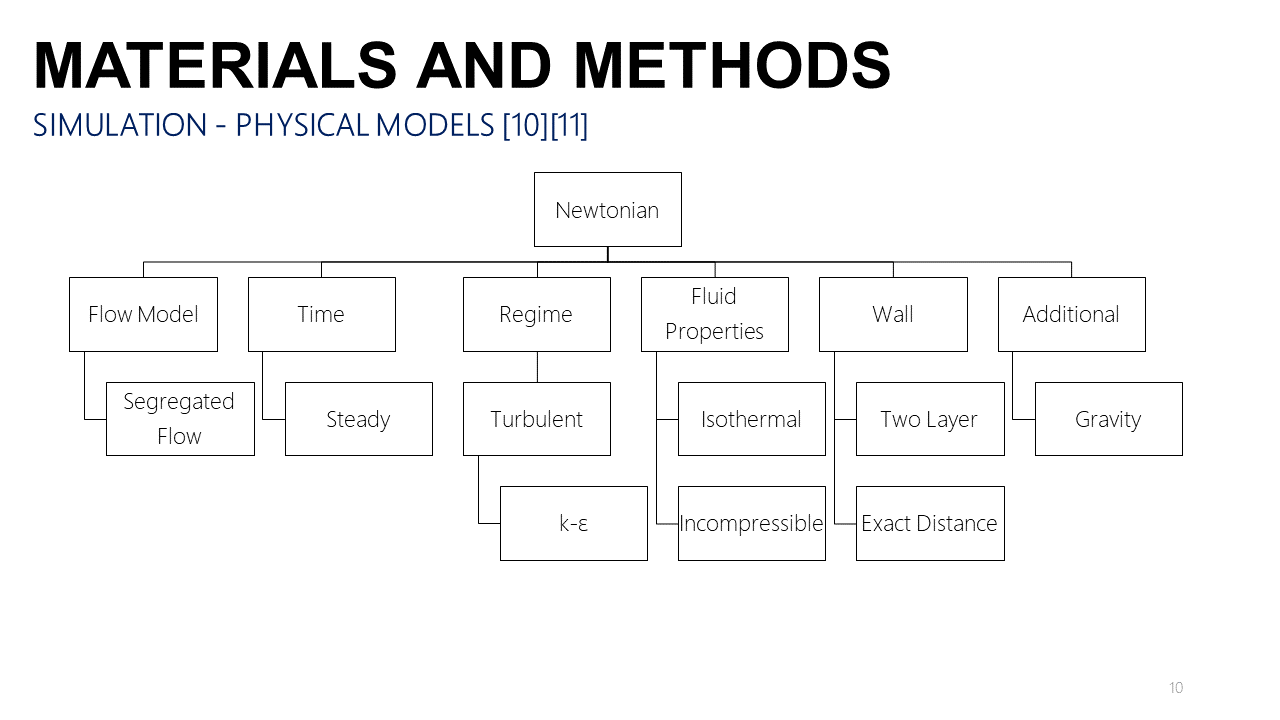 MATERIALS AND METHODS
SIMULATION - PHYSICAL MODELS [10][11]
Newtonian
Flow Model
Time
Regime
Fluid
Properties
Wall
Additional
Segregated
Flow
Steady
Turbulent
Isothermal
Two Layer
Gravity
k-ε
Incompressible
Exact Distance
10